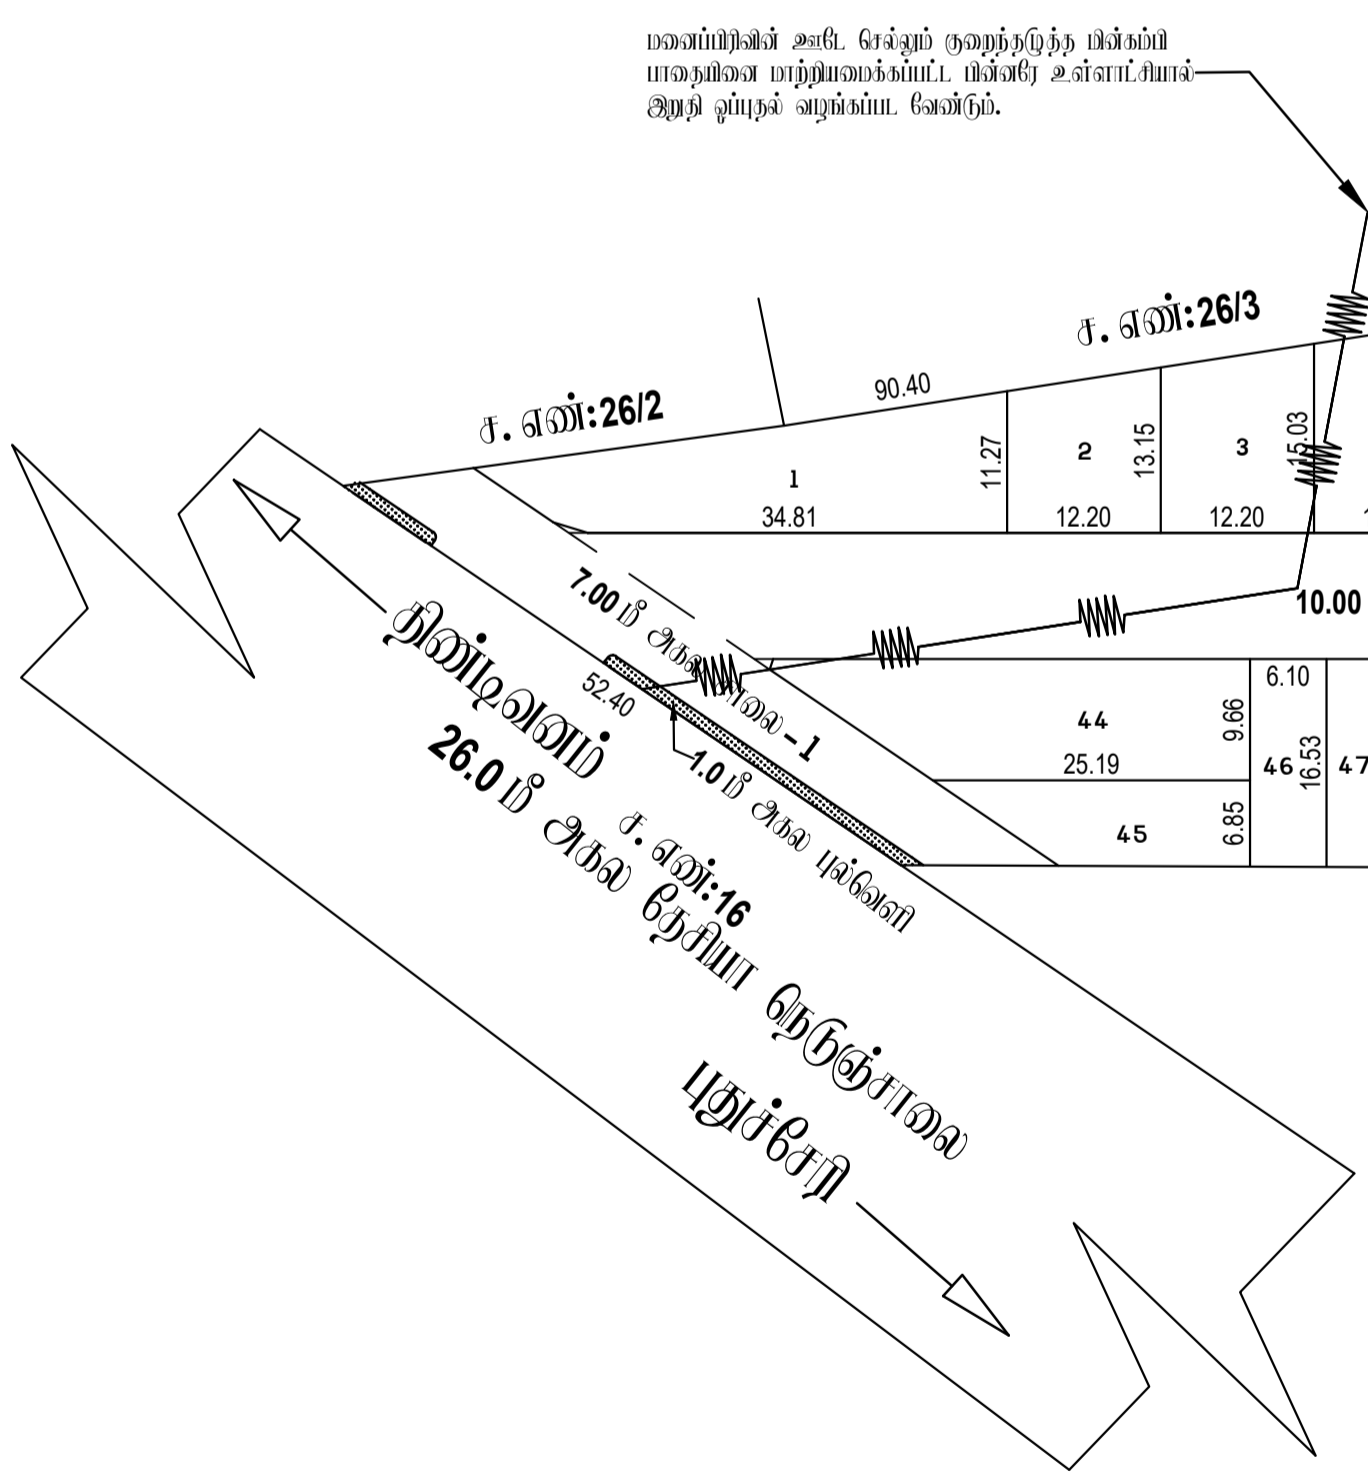 மனைப்பிரிவின் ஊடே செல்லும் குறைந்தழுத்த மின்கம்பி
பாதையினை மாற்றியமைக்கப்பட்ட பின்னரே உள்ளாட்சியால்
இறுதி ஒப்புதல் வழங்கப்பட வேண்டும்.
ச. எண்:26/3
90.40
ச. எண்:26/2
1
34.81
11.27
2
13.15
12.20
3
15.03
12.20
7.00 மீ அகல சாலை-1
10.00
52.40
1.0 மீ அகல புல்வெளி
6.10
44
25.19
9.66
46
16.53
47
45
6.85
திண்டிவனம்
26.0 மீ அகல தேசியா நெடுஞ்சாலை
ச. எண்:16
புதுச்சேரி